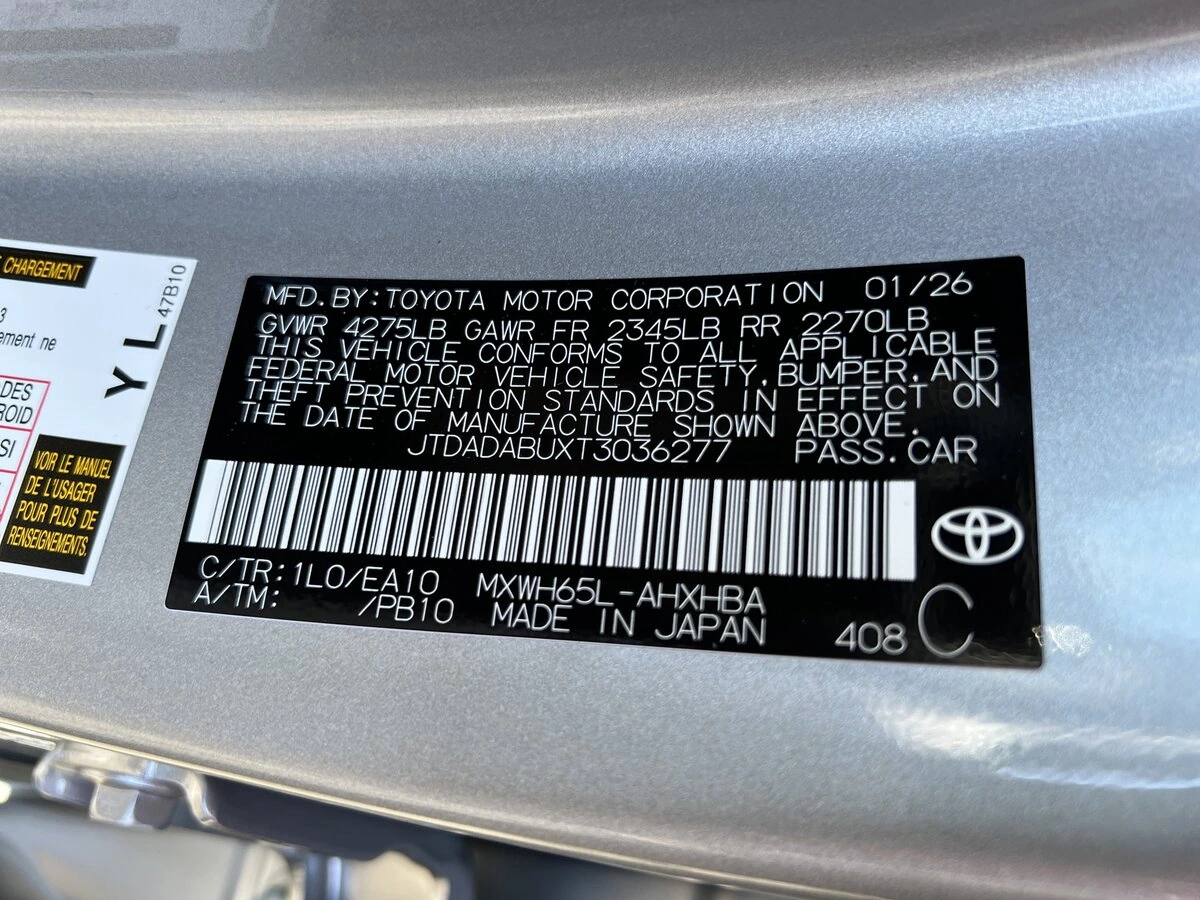 T CHARGEMENT
3
ement ne
YL
47B10
ODES
ROID
SI
VOIR LE MANUEL
DE L'USAGER
POUR PLUS DE
RENSEIGNEMENTS.
MFD.BY:TOYOTA MOTOR CORPORATION 01/26
GVWR 4275LB GAWR FR 2345LB RR 2270LB
THIS VEHICLE CONFORMS TO ALL APPLICABLE
FEDERAL MOTOR VEHICLE SAFETY,BUMPER,AND
THEFT PREVENTION STANDARDS IN EFFECT ON
THE DATE OF MANUFACTURE SHOWN ABOVE.
JTDADABUXT3036277 PASS.CAR
C/TR:1L0/EA10 MXWH65L-AHXHBA
A/TM: /PB10 MADE IN JAPAN 408 C